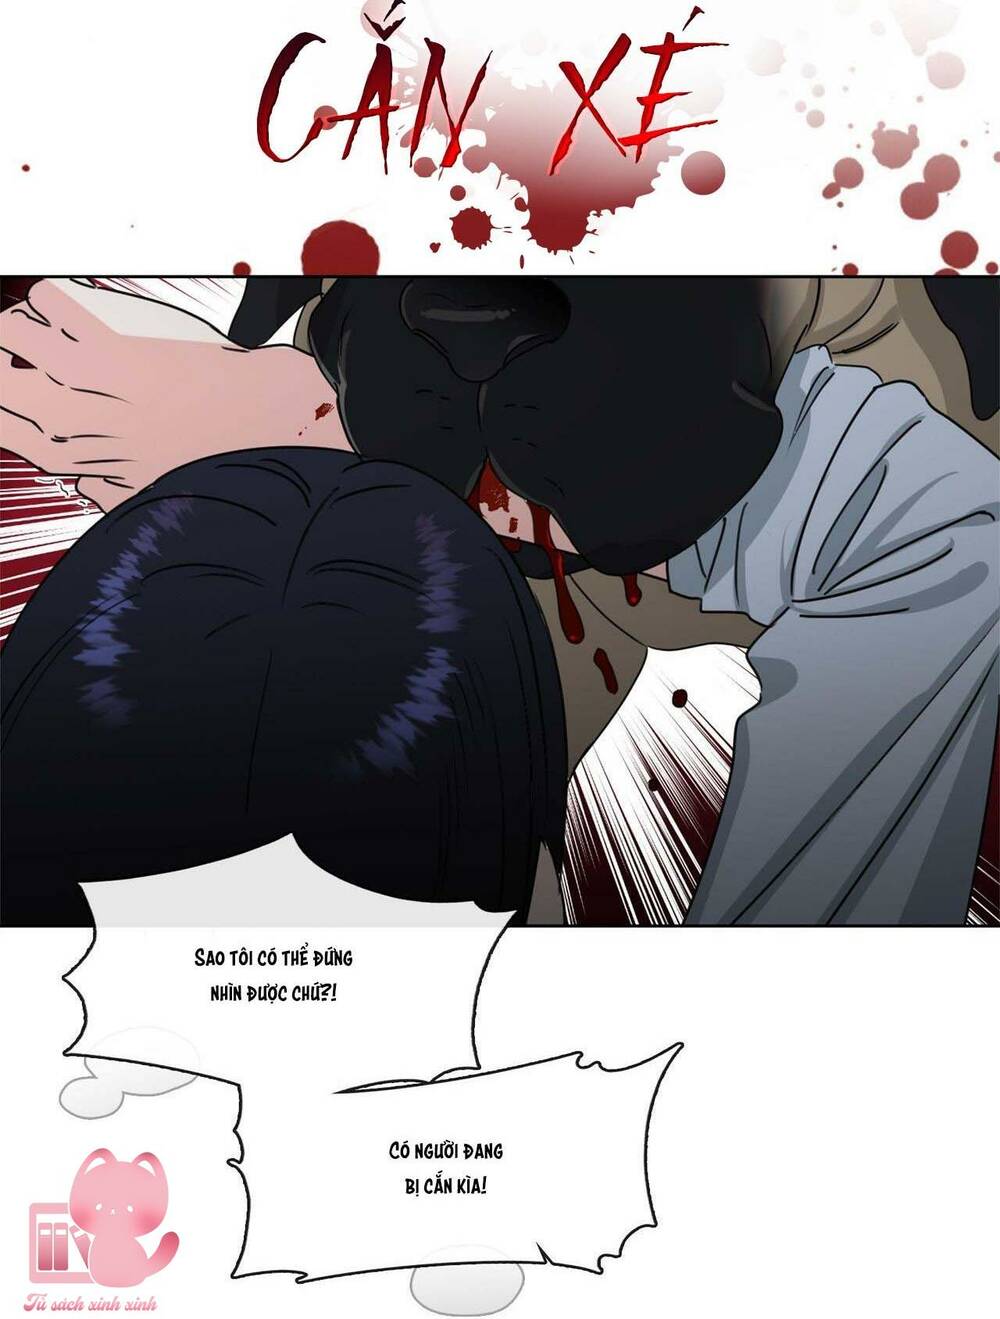 CẮN XÉ
SAO TÔI CÓ THỂ ĐỨNG
NHÌN ĐƯỢC CHỨ?!
CÓ NGƯỜI ĐANG
BỊ CẮN KÌA!
Tủ sách xinh xinh